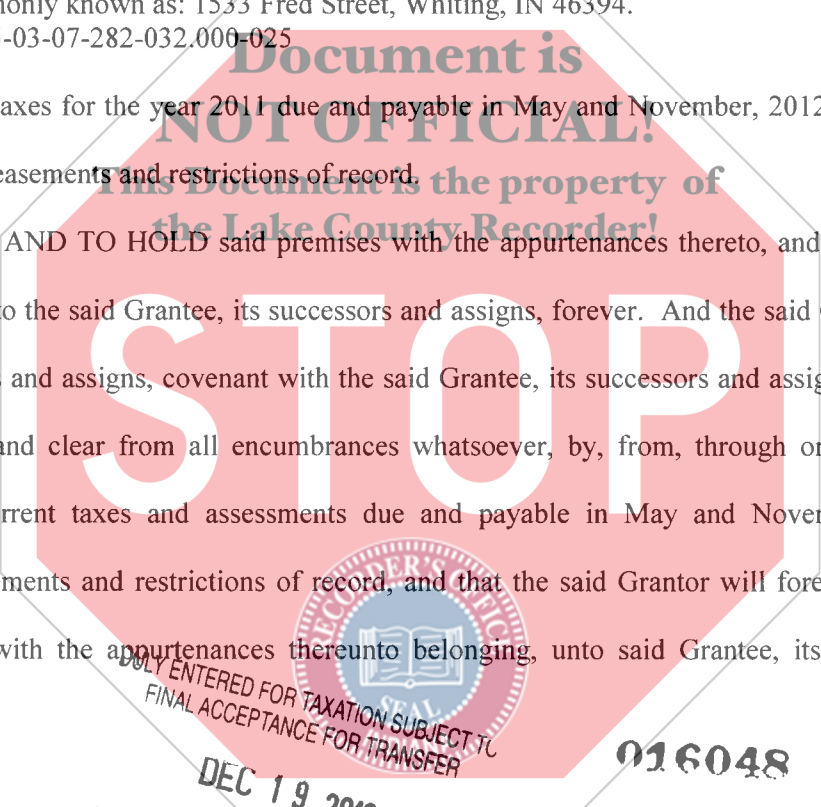 monly known as: 1533 Fred Street, Whiting, IN 46394.
-03-07-282-032.000-025
Document is
axes for the year 2011 due and payable in May and November, 2012
NOT OFFICIAL!
easements and restrictions of record.
This Document is the property of
the Lake County Recorder!
AND TO HOLD said premises with the appurtenances thereto, and
o the said Grantee, its successors and assigns, forever. And the said
STOP
s and assigns, covenant with the said Grantee, its successors and assig
and clear from all encumbrances whatsoever, by, from, through or
rrent taxes and assessments due and payable in May and Nover
ments and restrictions of record, and that the said Grantor will fore
with the appurtenances thereunto belonging, unto said Grantee, its
RECORDER'S OFFICE
SEAL
INDIANA
DULY ENTERED FOR TAXATION SUBJECT TO
FINAL ACCEPTANCE FOR TRANSFER
016048
DEC 19